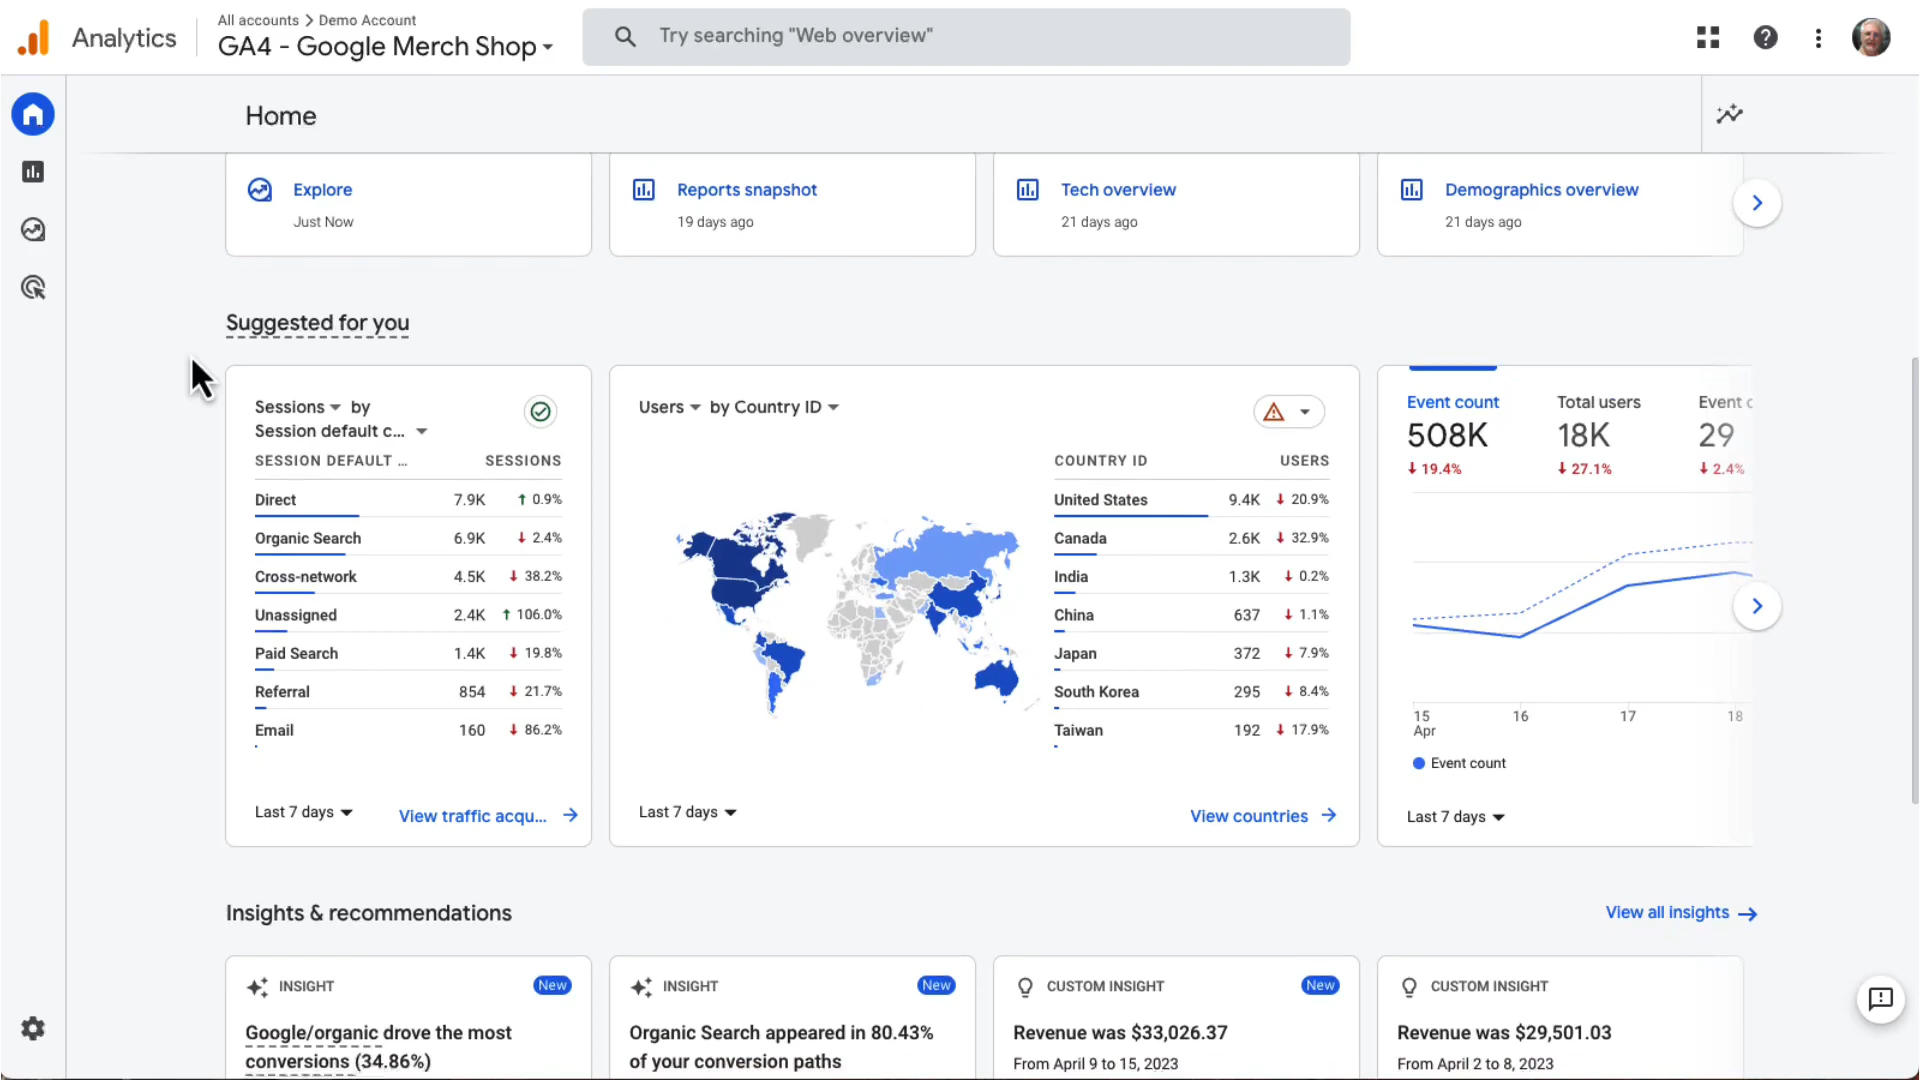 Analytics
All accounts > Demo Account
GA4 - Google Merch Shop
Try searching "Web overview"
Home
Explore
Just Now
Reports snapshot
19 days ago
Tech overview
21 days ago
Demographics overview
21 days ago
Suggested for you
Sessions by
Session default c...
SESSION DEFAULT ... SESSIONS
Direct 7.9K ↑ 0.9%
Organic Search 6.9K ↓ 2.4%
Cross-network 4.5K ↓ 38.2%
Unassigned 2.4K ↑ 106.0%
Paid Search 1.4K ↓ 19.8%
Referral 854 ↓ 21.7%
Email 160 ↓ 86.2%
Last 7 days
View traffic acqu...
Users by Country ID
COUNTRY ID USERS
United States 9.4K ↓ 20.9%
Canada 2.6K ↓ 32.9%
India 1.3K ↓ 0.2%
China 637 ↓ 1.1%
Japan 372 ↓ 7.9%
South Korea 295 ↓ 8.4%
Taiwan 192 ↓ 17.9%
Last 7 days
View countries
Event count Total users Event c
508K 18K 29
↓ 19.4% ↓ 27.1% ↓ 2.4%
15 16 17 18
Apr
Event count
Last 7 days
Insights & recommendations
View all insights
INSIGHT New
Google/organic drove the most
conversions (34.86%)
INSIGHT New
Organic Search appeared in 80.43%
of your conversion paths
CUSTOM INSIGHT New
Revenue was $33,026.37
From April 9 to 15, 2023
CUSTOM INSIGHT
Revenue was $29,501.03
From April 2 to 8, 2023